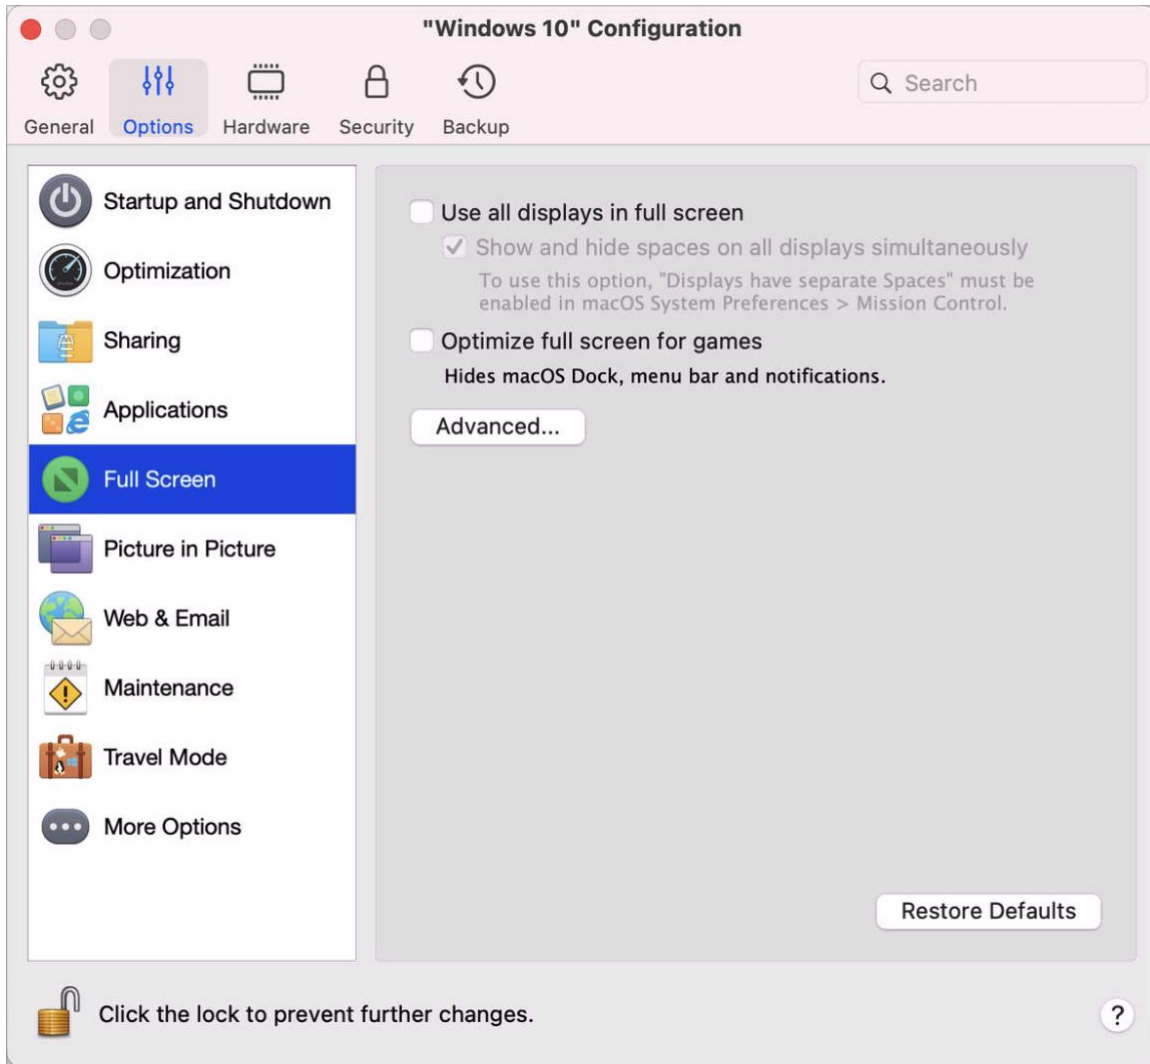 "Windows 10" Configuration
General
Options
Hardware
Security
Backup
Search
Startup and Shutdown
Optimization
Sharing
Applications
Full Screen
Picture in Picture
Web & Email
Maintenance
Travel Mode
More Options
Use all displays in full screen
Show and hide spaces on all displays simultaneously
To use this option, "Displays have separate Spaces" must be
enabled in macOS System Preferences > Mission Control.
Optimize full screen for games
Hides macOS Dock, menu bar and notifications.
Advanced...
Restore Defaults
Click the lock to prevent further changes.
?